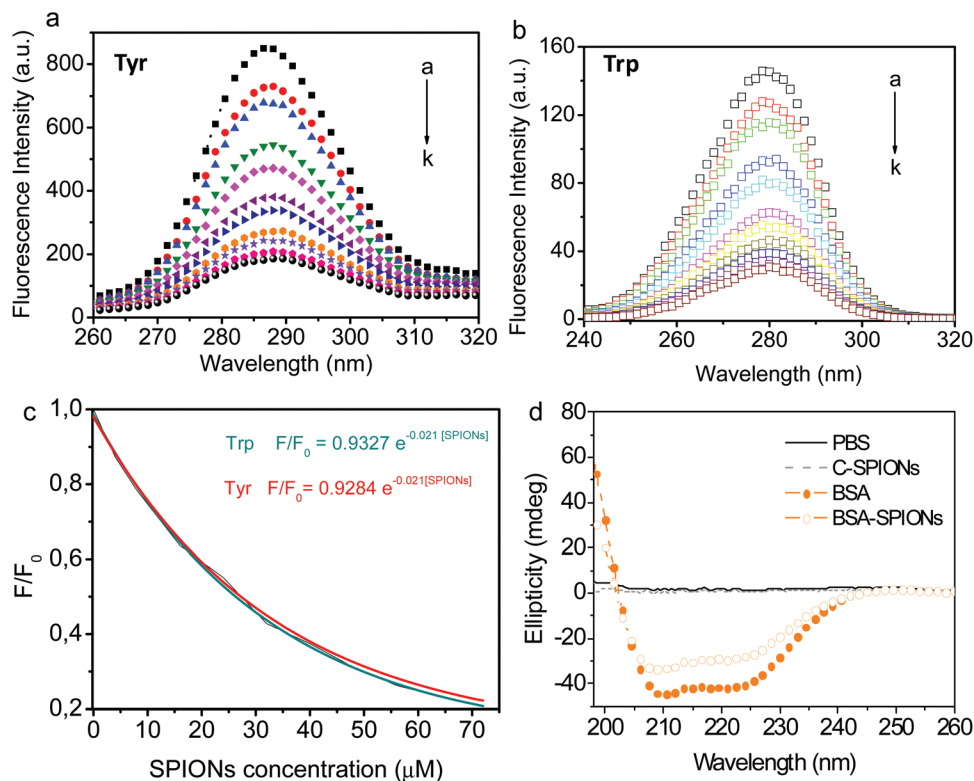 a
Tyr
a
k
Fluorescence Intensity (a.u.)
800
600
400
200
0
260 270 280 290 300 310 320
Wavelength (nm)
b
Trp
a
k
Fluorescence Intensity (a.u.)
160
120
80
40
0
240 260 280 300 320
Wavelength (nm)
c
Trp F/F0 = 0.9327 e-0.021 [SPIONs]
Tyr F/F0 = 0.9284 e-0.021[SPIONs]
F/F0
1,0
0,8
0,6
0,4
0,2
0 10 20 30 40 50 60 70
SPIONs concentration (µM)
d
PBS
C-SPIONs
BSA
BSA-SPIONs
Ellipticity (mdeg)
80
60
40
20
0
-20
-40
200 210 220 230 240 250 260
Wavelength (nm)